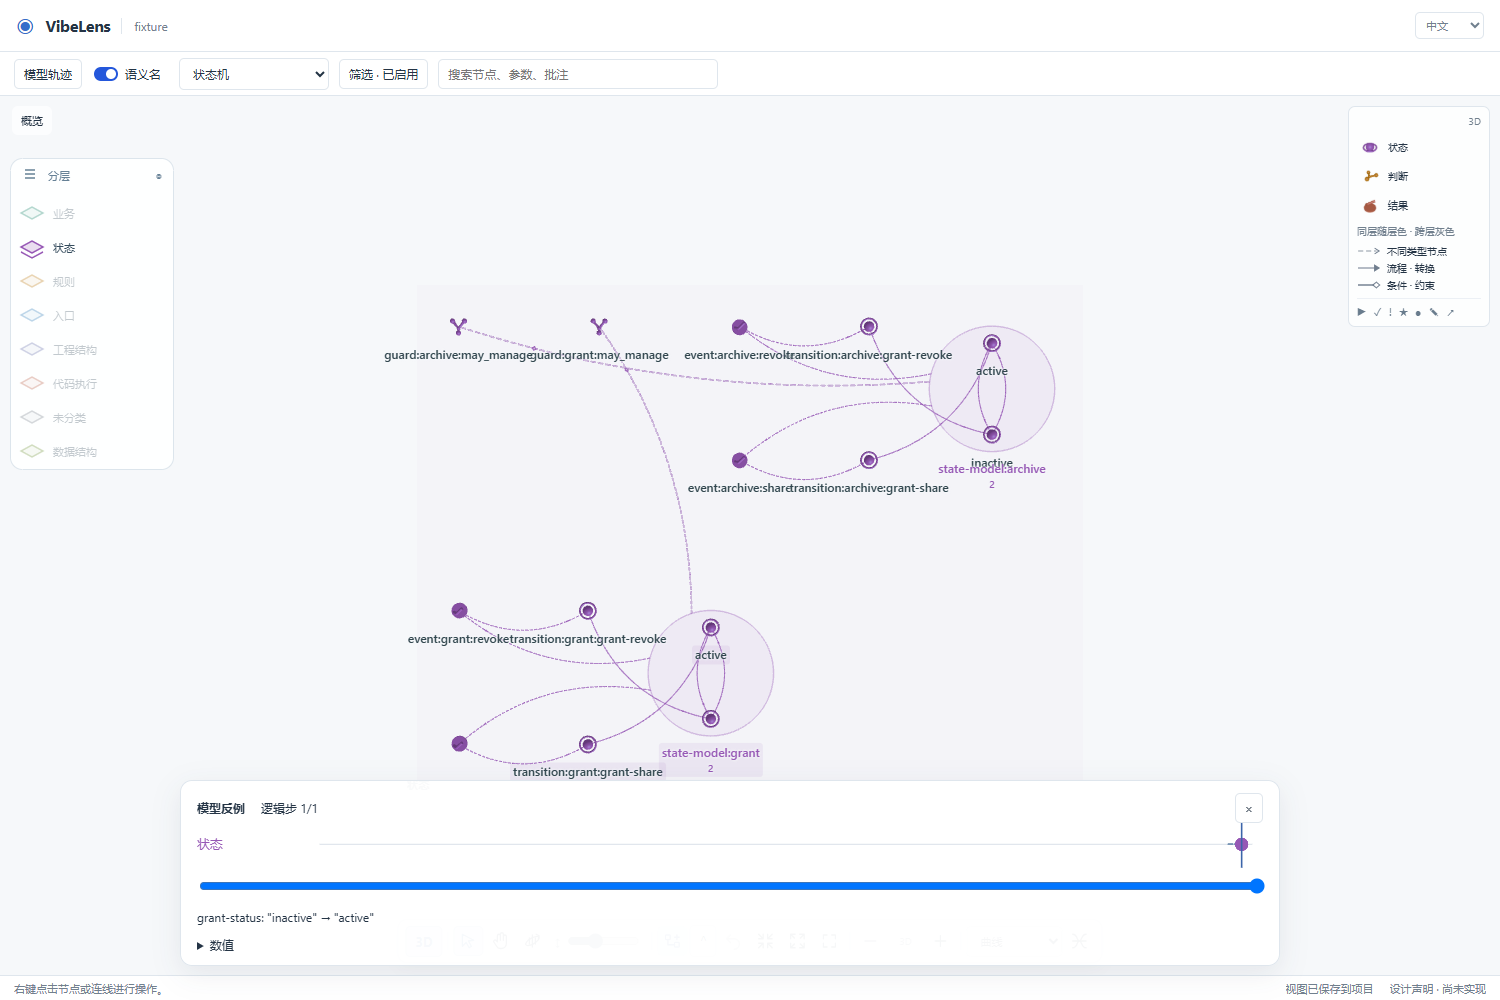 VibeLens fixture
中文
模型轨迹 语义名 状态机 筛选 · 已启用 搜索节点、参数、批注
概览
3D
状态
判断
结果
同层随层色 · 跨层灰色
不同类型节点
流程 · 转换
条件 · 约束
分层
业务
状态
规则
入口
工程结构
代码执行
未分类
数据结构
guard:archive:may_manage
guard:grant:may_manage
event:archive:revoke
transition:archive:grant-revoke
active
inactive
state-model:archive
2
event:archive:share
transition:archive:grant-share
event:grant:revoke
transition:grant:grant-revoke
active
state-model:grant
2
transition:grant:grant-share
模型反例 逻辑步 1/1
×
状态
grant-status: "inactive" → "active"
数值
右键点击节点或连线进行操作。
视图已保存到项目 设计声明 · 尚未实现